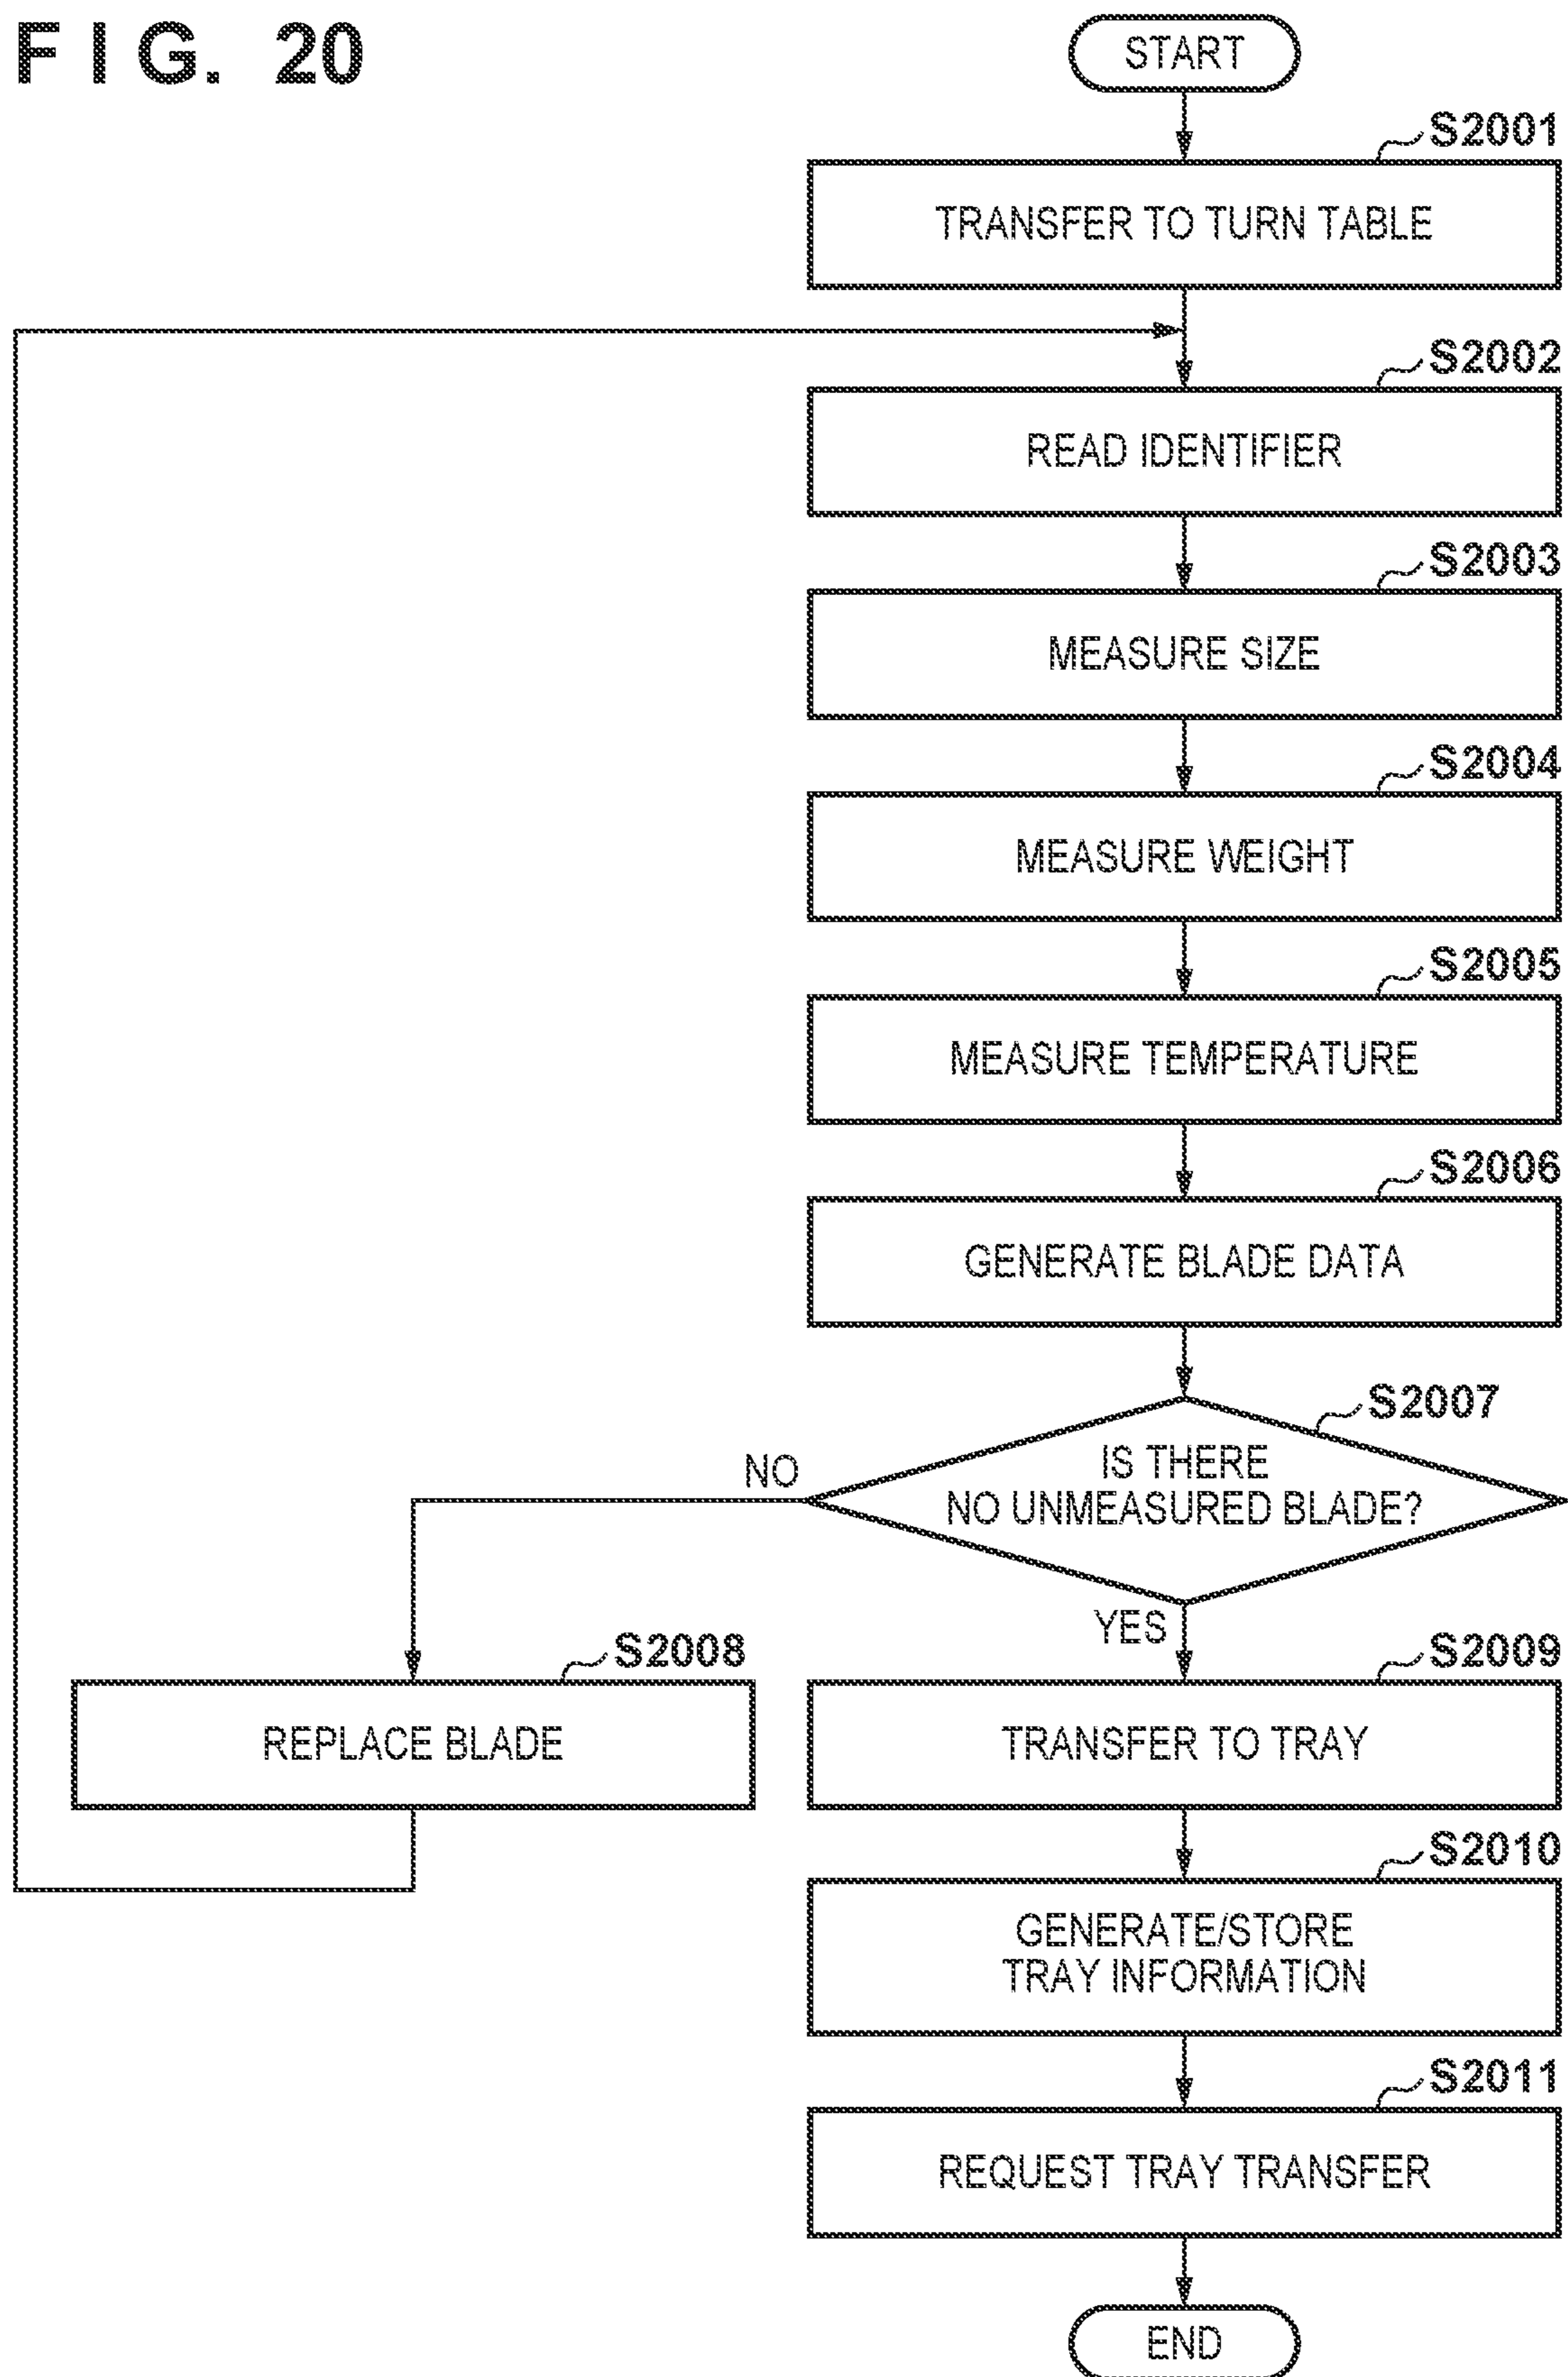 FIG. 20
START
S2001
TRANSFER TO TURN TABLE
S2002
READ IDENTIFIER
S2003
MEASURE SIZE
S2004
MEASURE WEIGHT
S2005
MEASURE TEMPERATURE
S2006
GENERATE BLADE DATA
S2007
IS THERE
NO UNMEASURED BLADE?
NO
YES
S2008
REPLACE BLADE
S2009
TRANSFER TO TRAY
S2010
GENERATE/STORE
TRAY INFORMATION
S2011
REQUEST TRAY TRANSFER
END